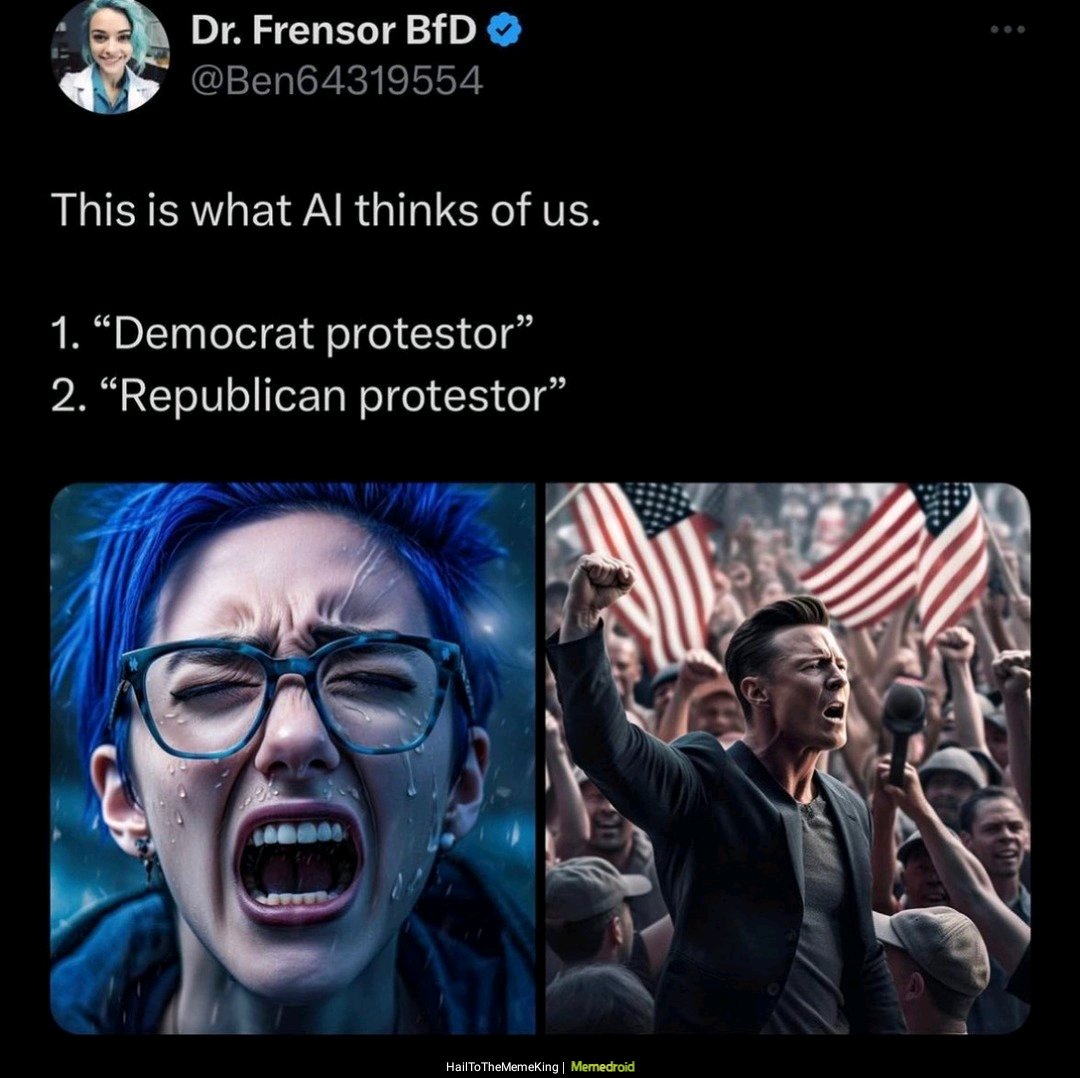 Dr. Frensor BfD
@Ben64319554
This is what AI thinks of us.
1. “Democrat protestor”
2. “Republican protestor”
HailToTheMemeKing | Memedroid